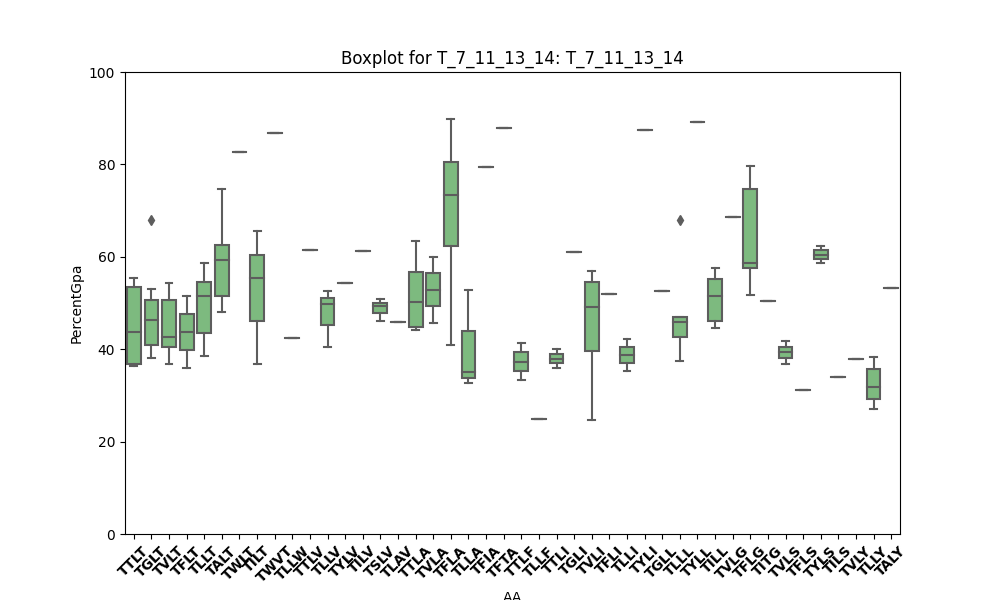 Boxplot for T_7_11_13_14: T_7_11_13_14
PercentGpa
100
80
60
40
20
0
TTLT
TGLT
TVLT
TFLT
TLLT
TALT
TWLT
TILT
TWVT
TLLW
TTLV
TLLV
TYLV
TILV
TSLV
TLAV
TTLA
TVLA
TFLA
TLLA
TFIA
TFTA
TTLF
TLLF
TTLI
TGLI
TVLI
TFLI
TLLI
TYLI
TGLL
TLLL
TYLL
TILL
TVLG
TFLG
TITG
TVLS
TFLS
TYLS
TILS
TVLY
TLLY
TALY
AA